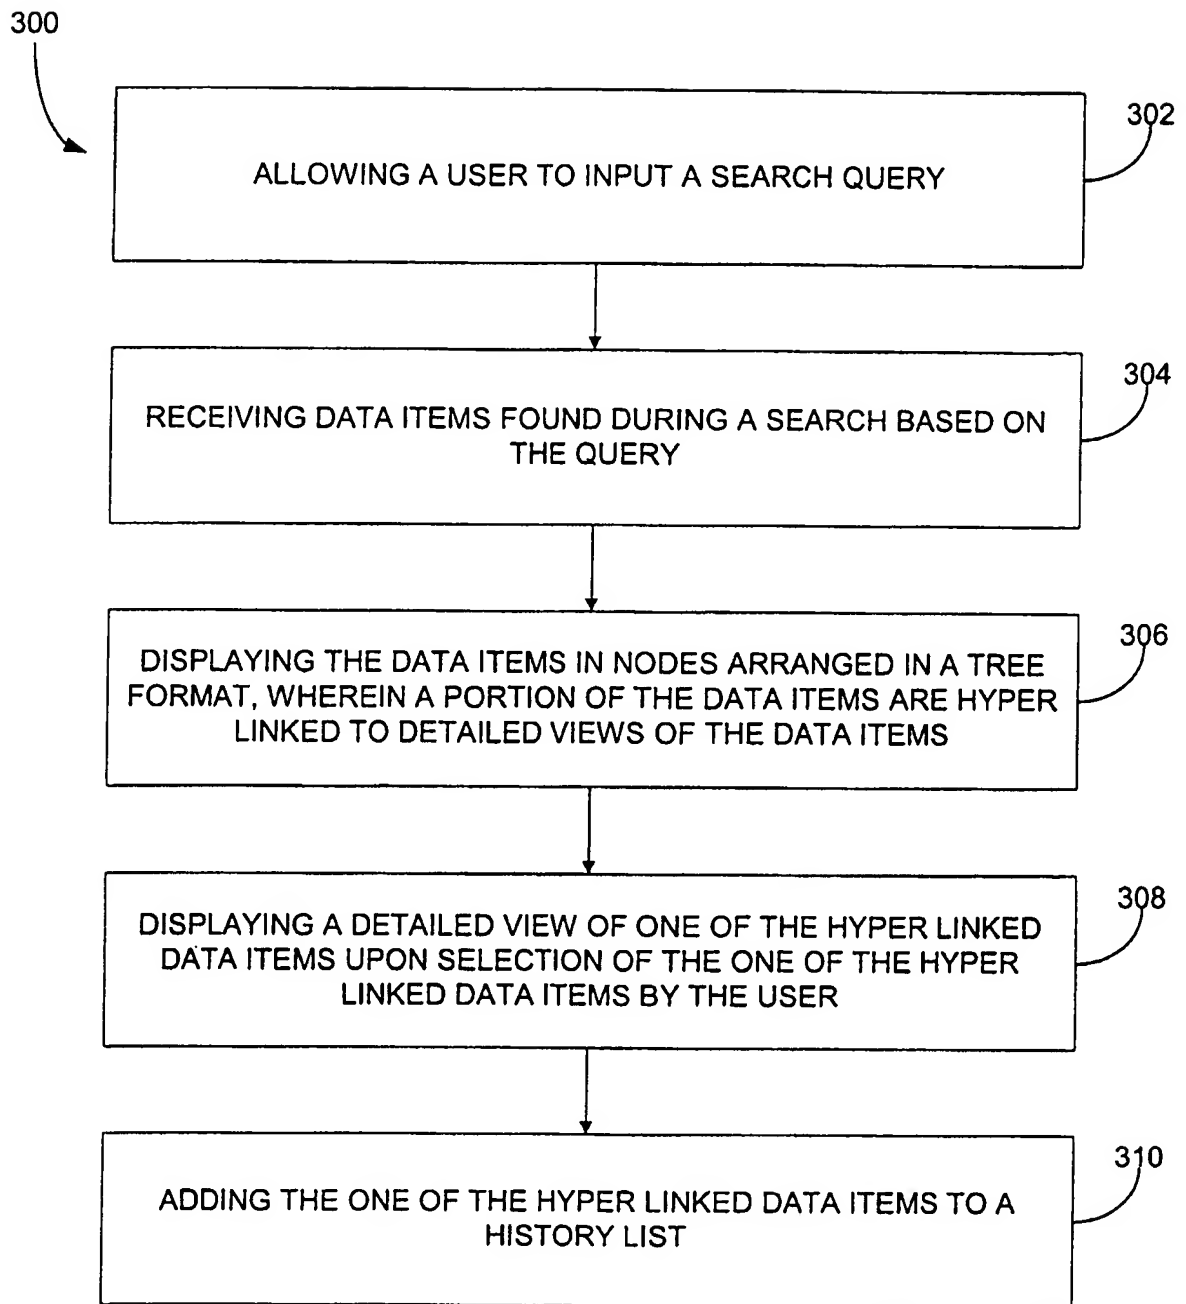 300
302
ALLOWING A USER TO INPUT A SEARCH QUERY
304
RECEIVING DATA ITEMS FOUND DURING A SEARCH BASED ON
THE QUERY
306
DISPLAYING THE DATA ITEMS IN NODES ARRANGED IN A TREE
FORMAT, WHEREIN A PORTION OF THE DATA ITEMS ARE HYPER
LINKED TO DETAILED VIEWS OF THE DATA ITEMS
308
DISPLAYING A DETAILED VIEW OF ONE OF THE HYPER LINKED
DATA ITEMS UPON SELECTION OF THE ONE OF THE HYPER
LINKED DATA ITEMS BY THE USER
310
ADDING THE ONE OF THE HYPER LINKED DATA ITEMS TO A
HISTORY LIST